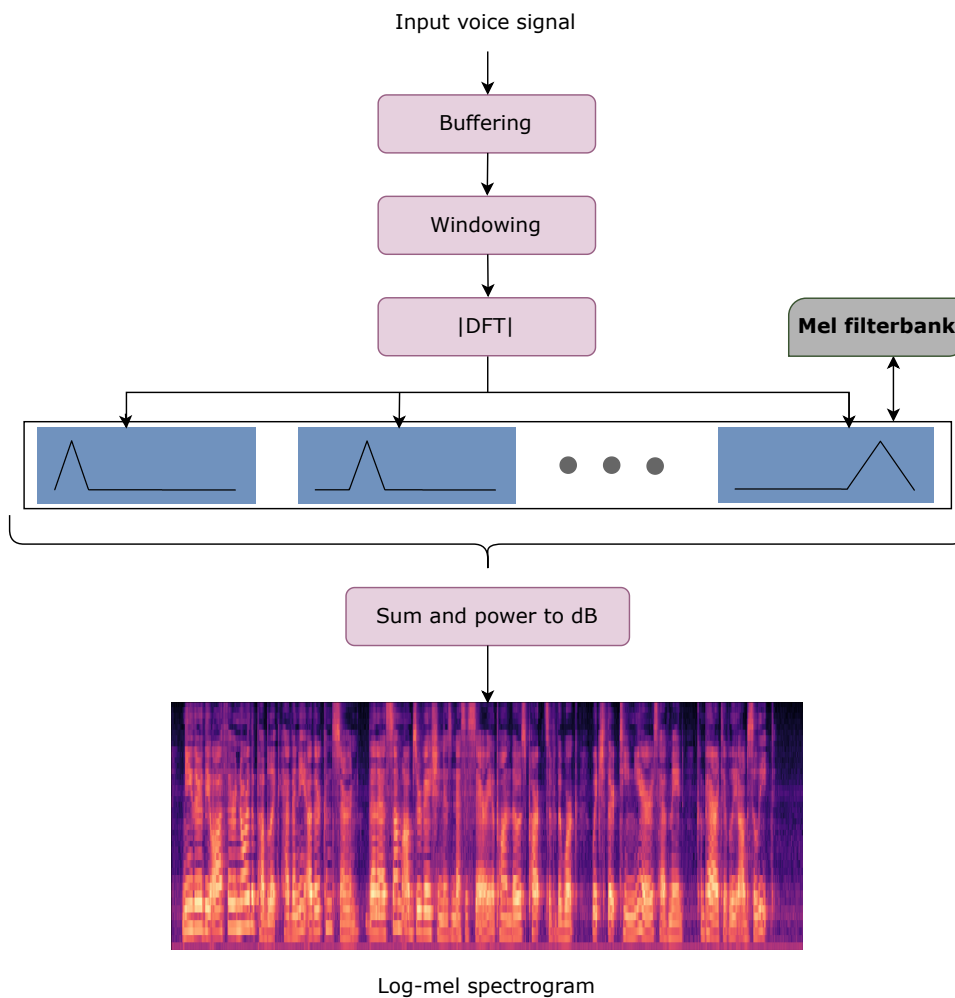 Input voice signal
Buffering
Windowing
|DFT|
Mel filterbank
Sum and power to dB
Log-mel spectrogram